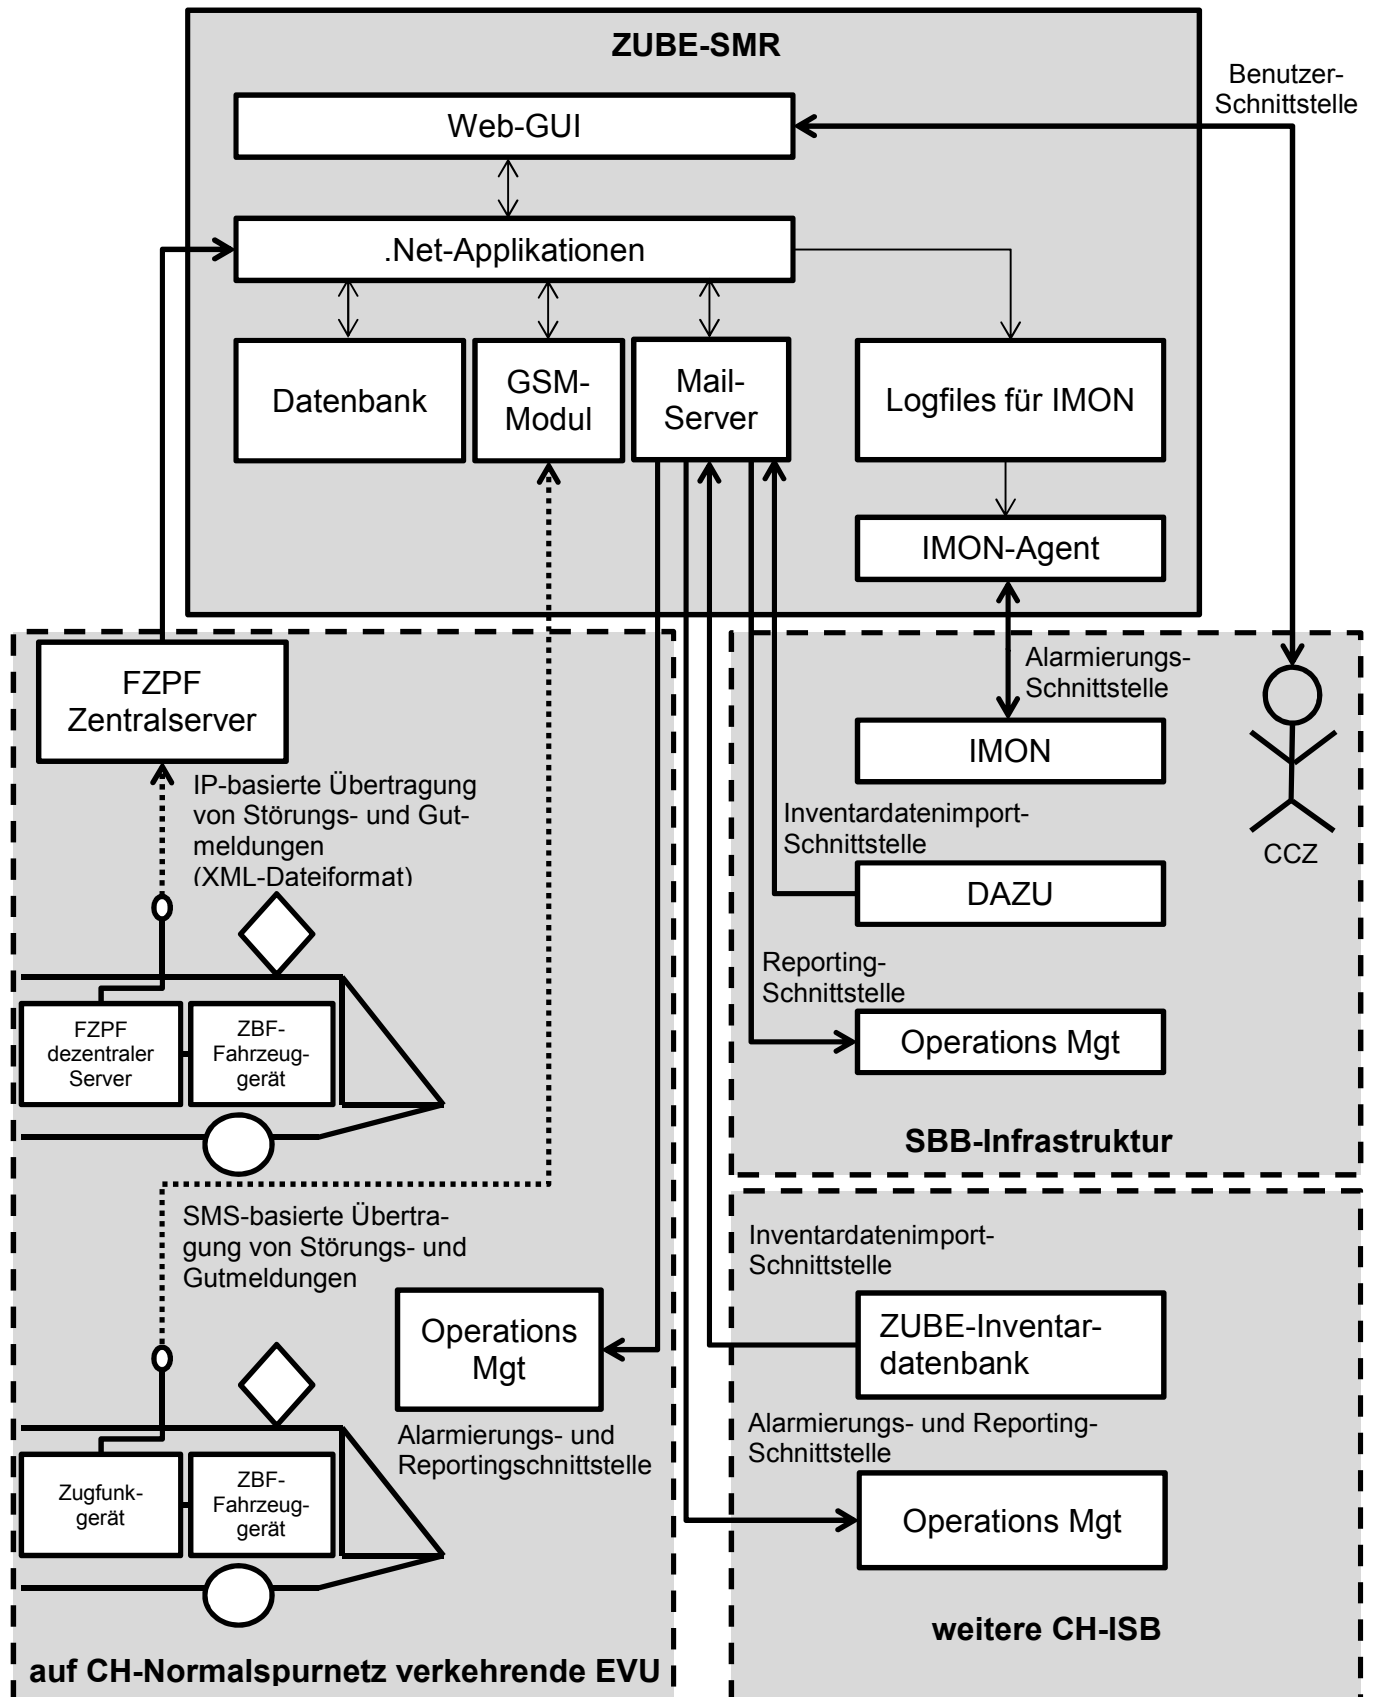 ZUBE-SMR
Benutzer-
Schnittstelle
Web-GUI
.Net-Applikationen
Datenbank
GSM-
Modul
Mail-
Server
Logfiles für IMON
IMON-Agent
FZPF
Zentralserver
IP-basierte Übertragung
von Störungs- und Gut-
meldungen
(XML-Dateiformat)
FZPF
dezentraler
Server
ZBF-
Fahrzeug-
gerät
SMS-basierte Übertra-
gung von Störungs- und
Gutmeldungen
Operations
Mgt
Alarmierungs- und
Reportingschnittstelle
Zugfunk-
gerät
ZBF-
Fahrzeug-
gerät
auf CH-Normalspurnetz verkehrende EVU
Alarmierungs-
Schnittstelle
IMON
CCZ
Inventardatenimport-
Schnittstelle
DAZU
Reporting-
Schnittstelle
Operations Mgt
SBB-Infrastruktur
Inventardatenimport-
Schnittstelle
ZUBE-Inventar-
datenbank
Alarmierungs- und Reporting-
Schnittstelle
Operations Mgt
weitere CH-ISB